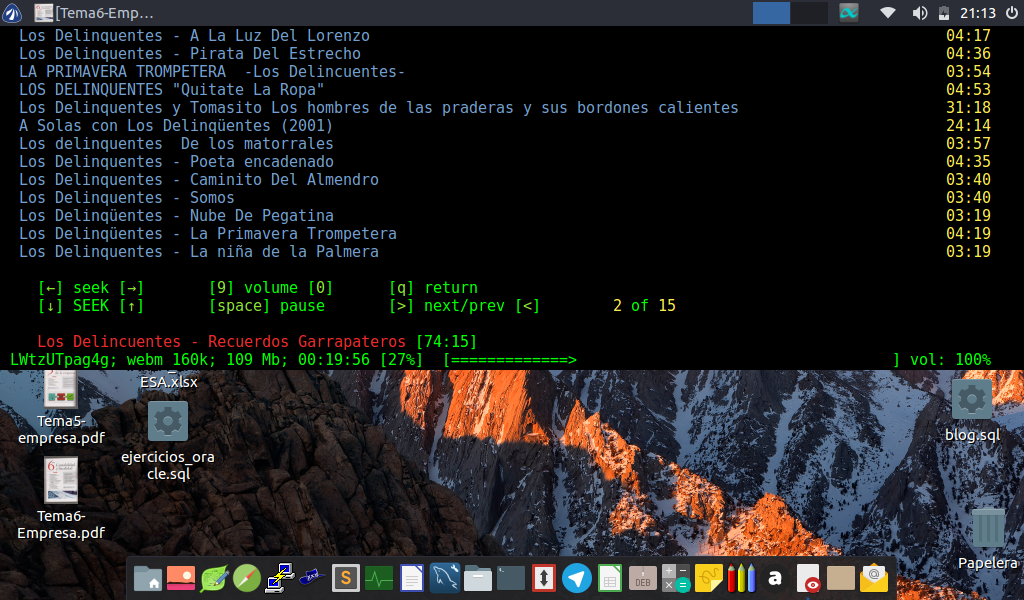 [Tema6-Emp... 21:13
Los Delinquentes - A La Luz Del Lorenzo 04:17
Los Delinquentes - Pirata Del Estrecho 04:36
LA PRIMAVERA TROMPETERA -Los Delincuentes- 03:54
LOS DELINQUENTES "Quitate La Ropa" 04:53
Los Delinquentes y Tomasito Los hombres de las praderas y sus bordones calientes 31:18
A Solas con Los Delinqüentes (2001) 24:14
Los delinquentes De los matorrales 03:57
Los Delinquentes - Poeta encadenado 04:35
Los Delinquentes - Caminito Del Almendro 03:40
Los Delinquentes - Somos 03:40
Los Delinqüentes - Nube De Pegatina 03:19
Los Delinqüentes - La Primavera Trompetera 04:19
Los Delinquentes - La niña de la Palmera 03:19
[←] seek [→] [9] volume [0] [q] return
[↓] SEEK [↑] [space] pause [>] next/prev [<] 2 of 15
Los Delincuentes - Recuerdos Garrapateros [74:15]
LWtzUTpag4g; webm 160k; 109 Mb; 00:19:56 [27%] [=============> ] vol: 100%
ESA.xlsx
Tema5-
empresa.pdf
ejercicios_ora
cle.sql
blog.sql
Tema6-
Empresa.pdf
Papelera
S
DEB
a